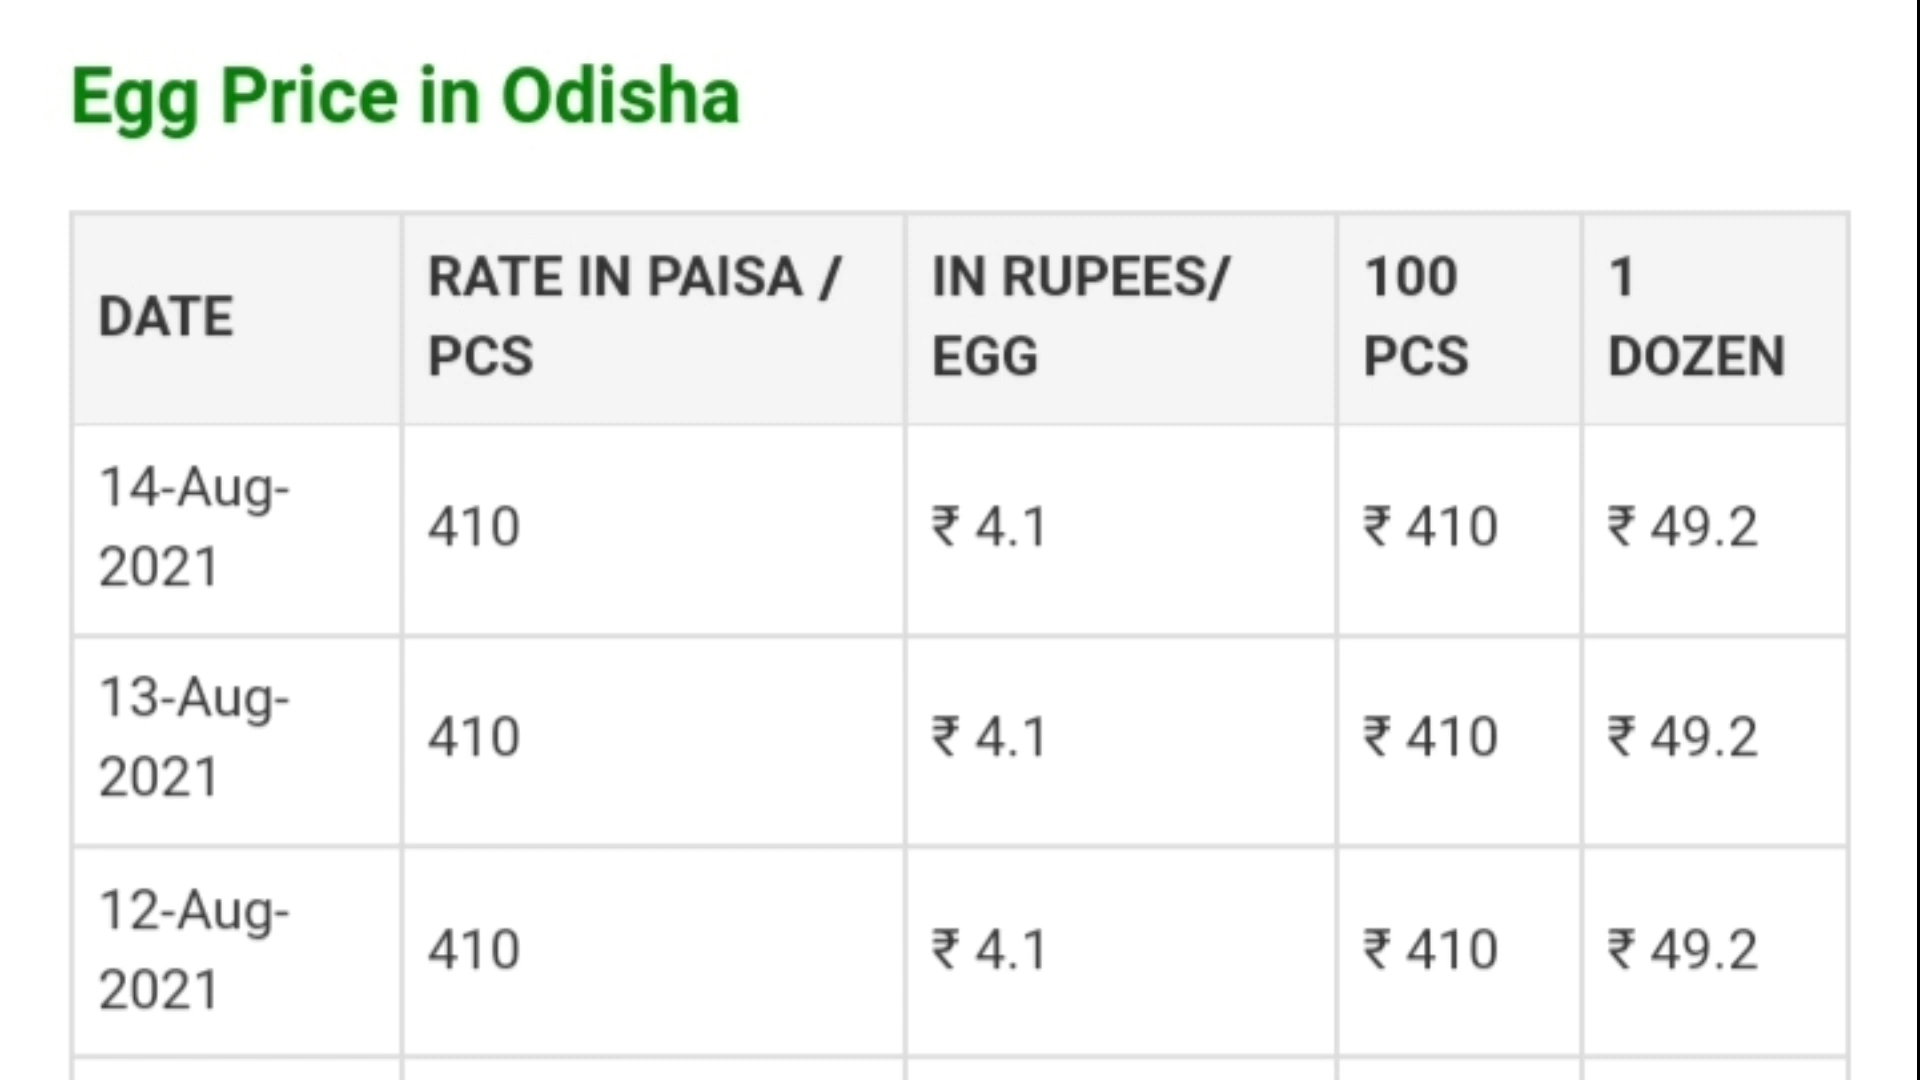 Egg Price in Odisha
DATE
RATE IN PAISA /
PCS
IN RUPEES/
EGG
100
PCS
1
DOZEN
14-Aug-
2021
410
₹ 4.1
₹ 410
₹ 49.2
13-Aug-
2021
410
₹ 4.1
₹ 410
₹ 49.2
12-Aug-
2021
410
₹ 4.1
₹ 410
₹ 49.2